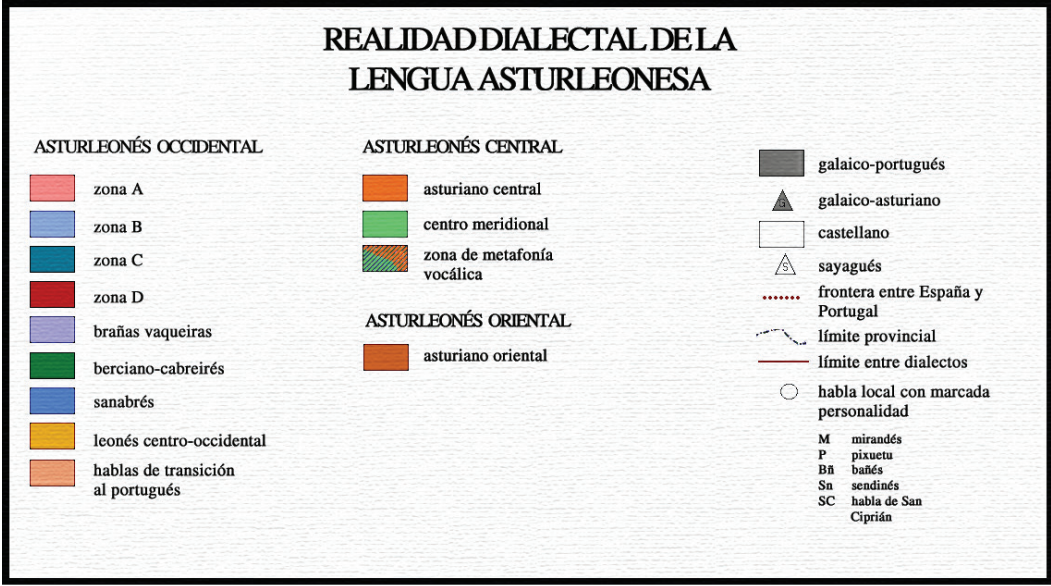 REALIDAD DIALECTAL DE LA
LENGUA ASTURLEONESA
ASTURLEONÉS OCCIDENTAL
zona A
zona B
zona C
zona D
brañas vaqueiras
berciano-cabreirés
sanabrés
leonés centro-occidental
hablas de transición
al portugués
ASTURLEONÉS CENTRAL
asturiano central
centro meridional
zona de metafonía
vocálica
ASTURLEONÉS ORIENTAL
asturiano oriental
galaico-portugués
G galaico-asturiano
castellano
S sayagués
frontera entre España y
Portugal
límite provincial
límite entre dialectos
habla local con marcada
personalidad
M mirandés
P pixuetu
Bñ bañés
Sn sendinés
SC habla de San
Ciprián